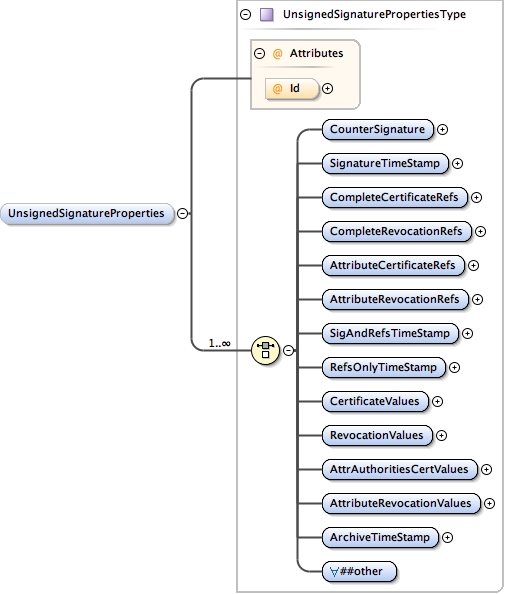 UnsignedSignaturePropertiesType
@ Attributes
@ Id
CounterSignature
SignatureTimeStamp
CompleteCertificateRefs
UnsignedSignatureProperties
CompleteRevocationRefs
AttributeCertificateRefs
AttributeRevocationRefs
1..∞
SigAndRefsTimeStamp
RefsOnlyTimeStamp
CertificateValues
RevocationValues
AttrAuthoritiesCertValues
AttributeRevocationValues
ArchiveTimeStamp
∀##other